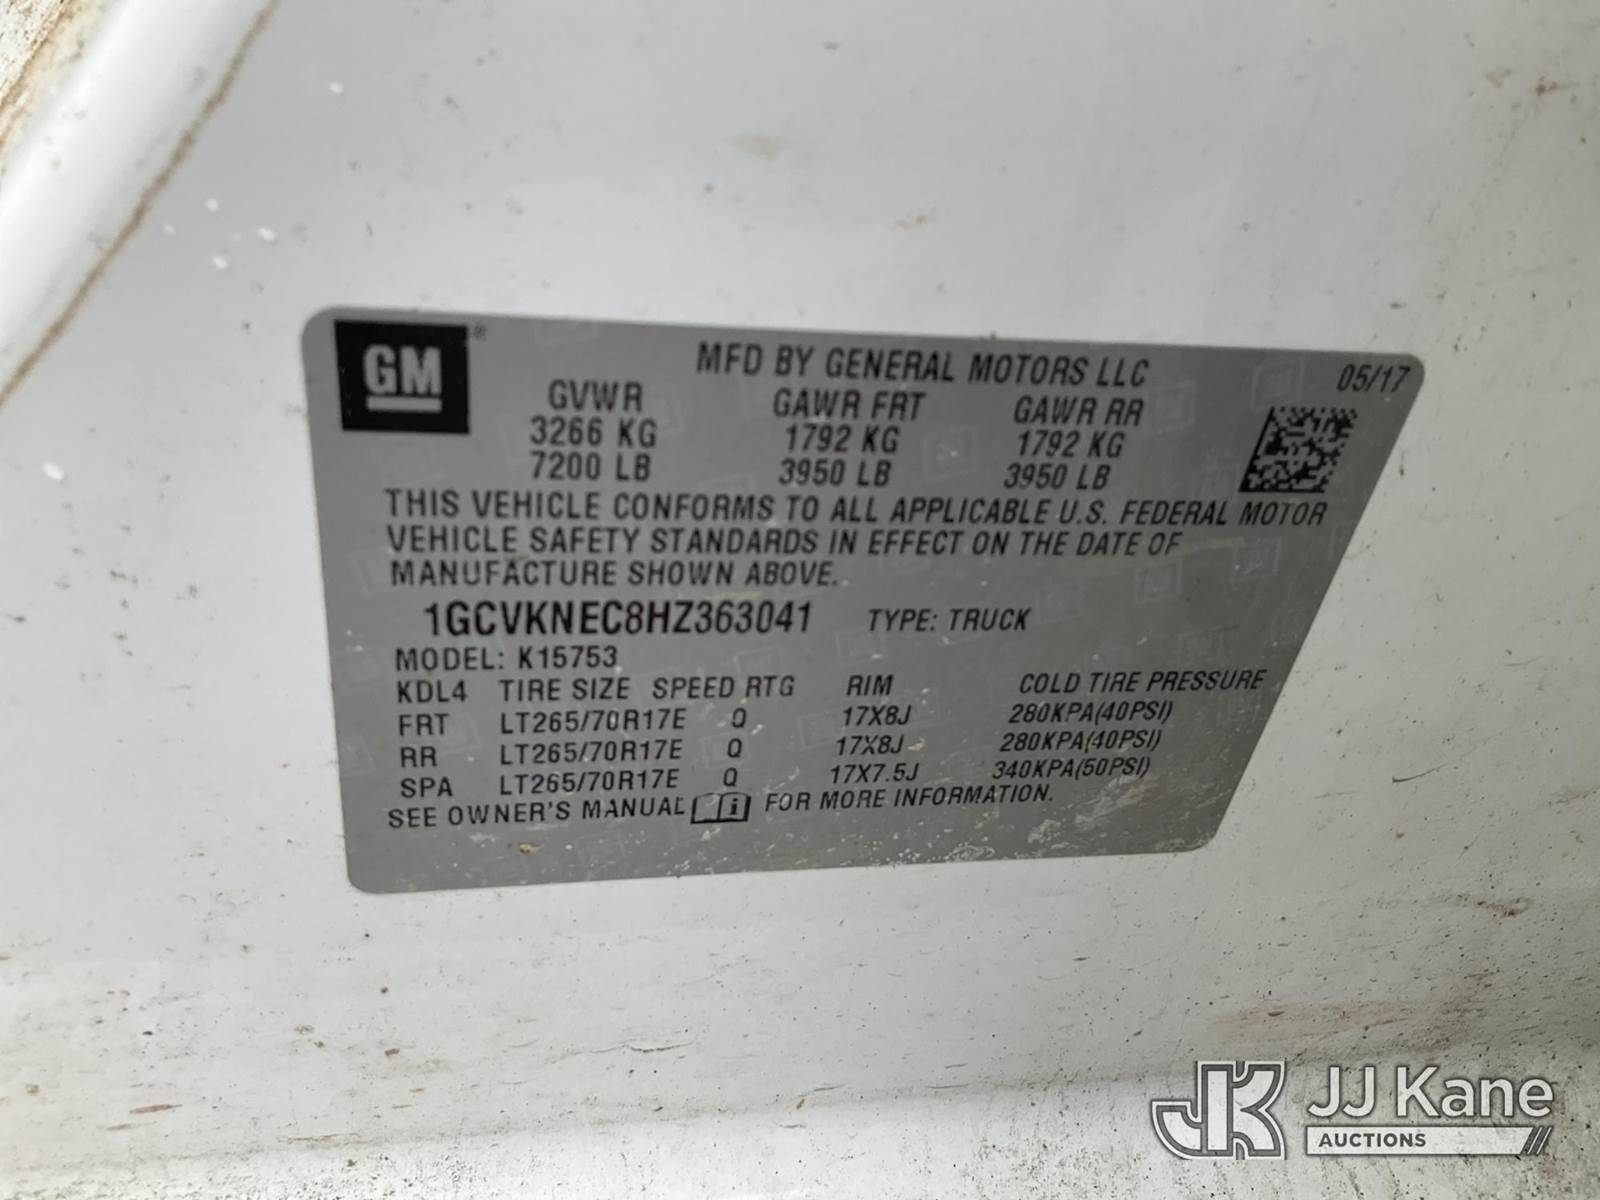 GM®
MFD BY GENERAL MOTORS LLC 05/17
GVWR GAWR FRT GAWR RR
3266 KG 1792 KG 1792 KG
7200 LB 3950 LB 3950 LB
THIS VEHICLE CONFORMS TO ALL APPLICABLE U.S. FEDERAL MOTOR
VEHICLE SAFETY STANDARDS IN EFFECT ON THE DATE OF
MANUFACTURE SHOWN ABOVE.
1GCVKNEC8HZ363041 TYPE: TRUCK
MODEL: K15753
KDL4 TIRE SIZE SPEED RTG RIM COLD TIRE PRESSURE
FRT LT265/70R17E Q 17X8J 280KPA(40PSI)
RR LT265/70R17E Q 17X8J 280KPA(40PSI)
SPA LT265/70R17E Q 17X7.5J 340KPA(50PSI)
SEE OWNER'S MANUAL i FOR MORE INFORMATION.
JK JJ Kane
AUCTIONS